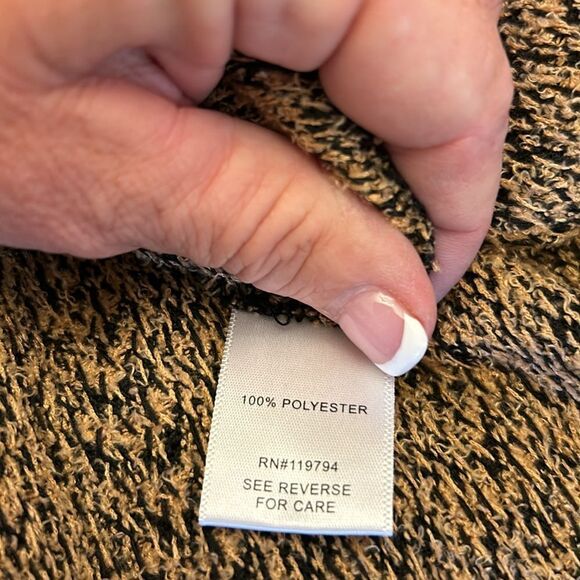 100% POLYESTER
RN#119794
SEE REVERSE
FOR CARE